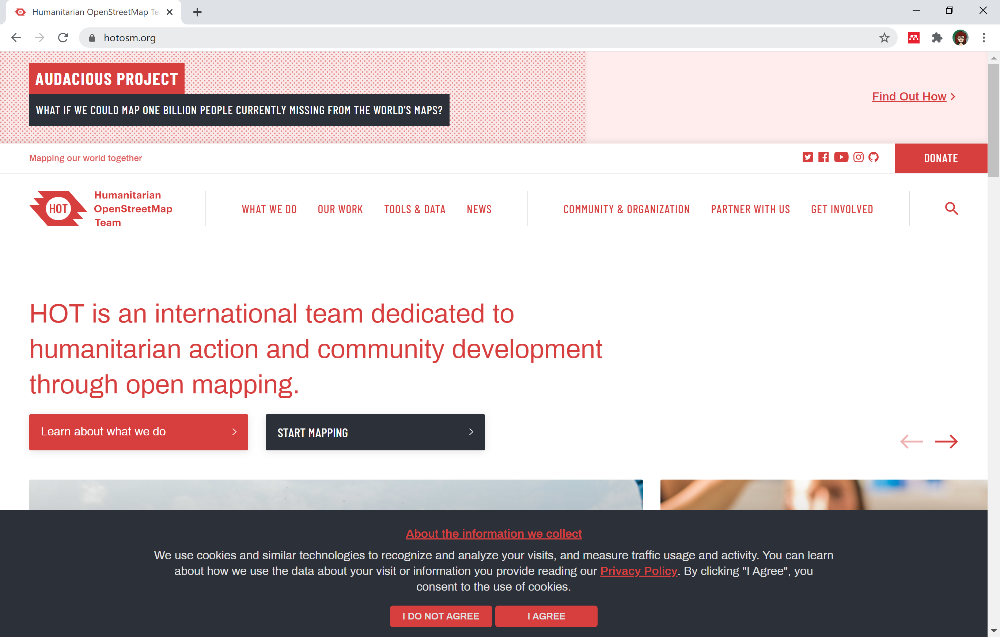 Humanitarian OpenStreetMap Te
hotosm.org
AUDACIOUS PROJECT
WHAT IF WE COULD MAP ONE BILLION PEOPLE CURRENTLY MISSING FROM THE WORLD'S MAPS?
Find Out How
Mapping our world together
DONATE
HOT
Humanitarian
OpenStreetMap
Team
WHAT WE DO OUR WORK TOOLS & DATA NEWS COMMUNITY & ORGANIZATION PARTNER WITH US GET INVOLVED
HOT is an international team dedicated to
humanitarian action and community development
through open mapping.
Learn about what we do
START MAPPING
About the information we collect
We use cookies and similar technologies to recognize and analyze your visits, and measure traffic usage and activity. You can learn
about how we use the data about your visit or information you provide reading our Privacy Policy. By clicking "I Agree", you
consent to the use of cookies.
I DO NOT AGREE
I AGREE